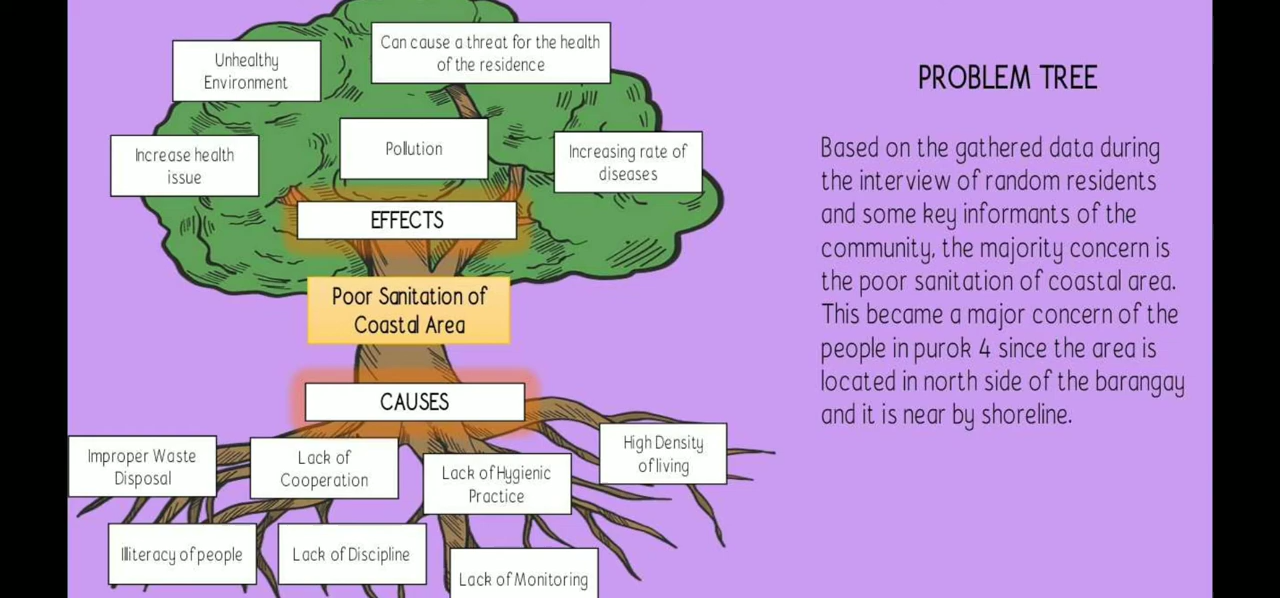 Unhealthy
Environment
Can cause a threat for the health
of the residence
Increase health
issue
Pollution
Increasing rate of
diseases
EFFECTS
Poor Sanitation of
Coastal Area
CAUSES
Improper Waste
Disposal
Lack of
Cooperation
Lack of Hygienic
Practice
High Density
of living
Illiteracy of people
Lack of Discipline
Lack of Monitoring
PROBLEM TREE
Based on the gathered data during
the interview of random residents
and some key informants of the
community, the majority concern is
the poor sanitation of coastal area.
This became a major concern of the
people in purok 4 since the area is
located in north side of the barangay
and it is near by shoreline.